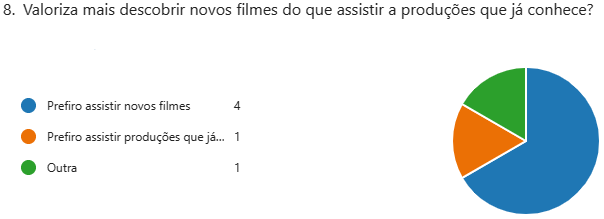 8. Valoriza mais descobrir novos filmes do que assistir a produções que já conhece?
Prefiro assistir novos filmes 4
Prefiro assistir produções que já... 1
Outra 1